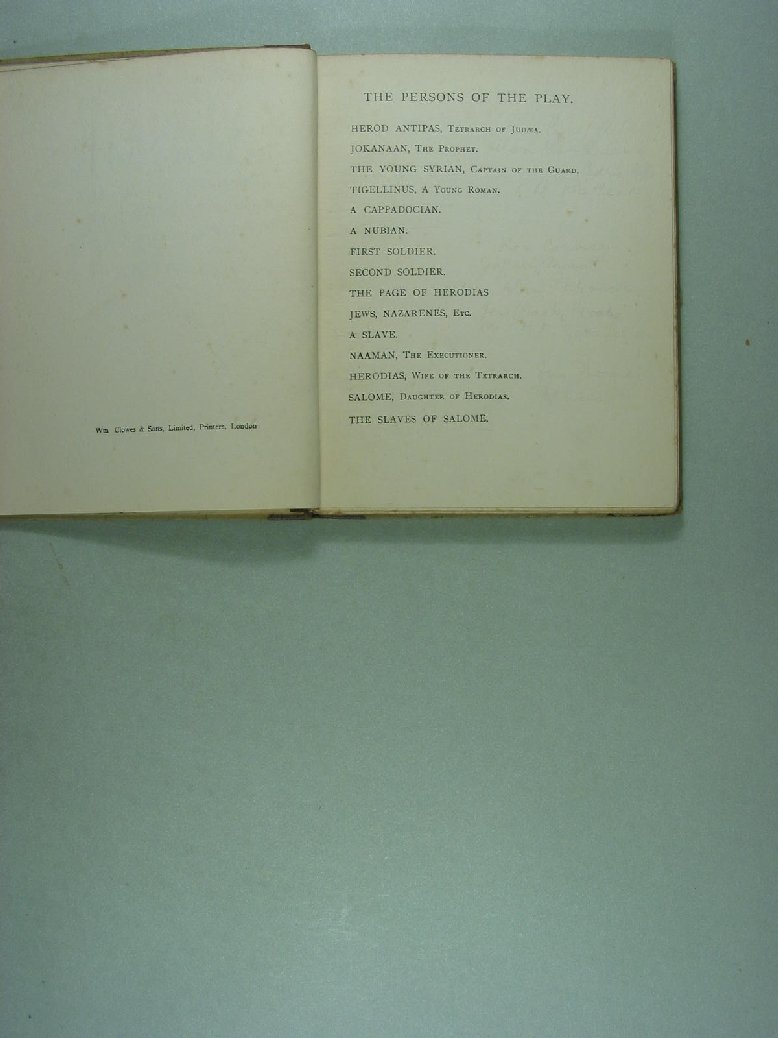 Wm Clowes & Sons, Limited, Printers, London
THE PERSONS OF THE PLAY.
HEROD ANTIPAS, TETRARCH OF JUDÆA.
JOKANAAN, THE PROPHET.
THE YOUNG SYRIAN, CAPTAIN OF THE GUARD.
TIGELLINUS, A YOUNG ROMAN.
A CAPPADOCIAN.
A NUBIAN.
FIRST SOLDIER.
SECOND SOLDIER.
THE PAGE OF HERODIAS
JEWS, NAZARENES, ETC.
A SLAVE.
NAAMAN, THE EXECUTIONER.
HERODIAS, WIFE OF THE TETRARCH.
SALOME, DAUGHTER OF HERODIAS.
THE SLAVES OF SALOME.